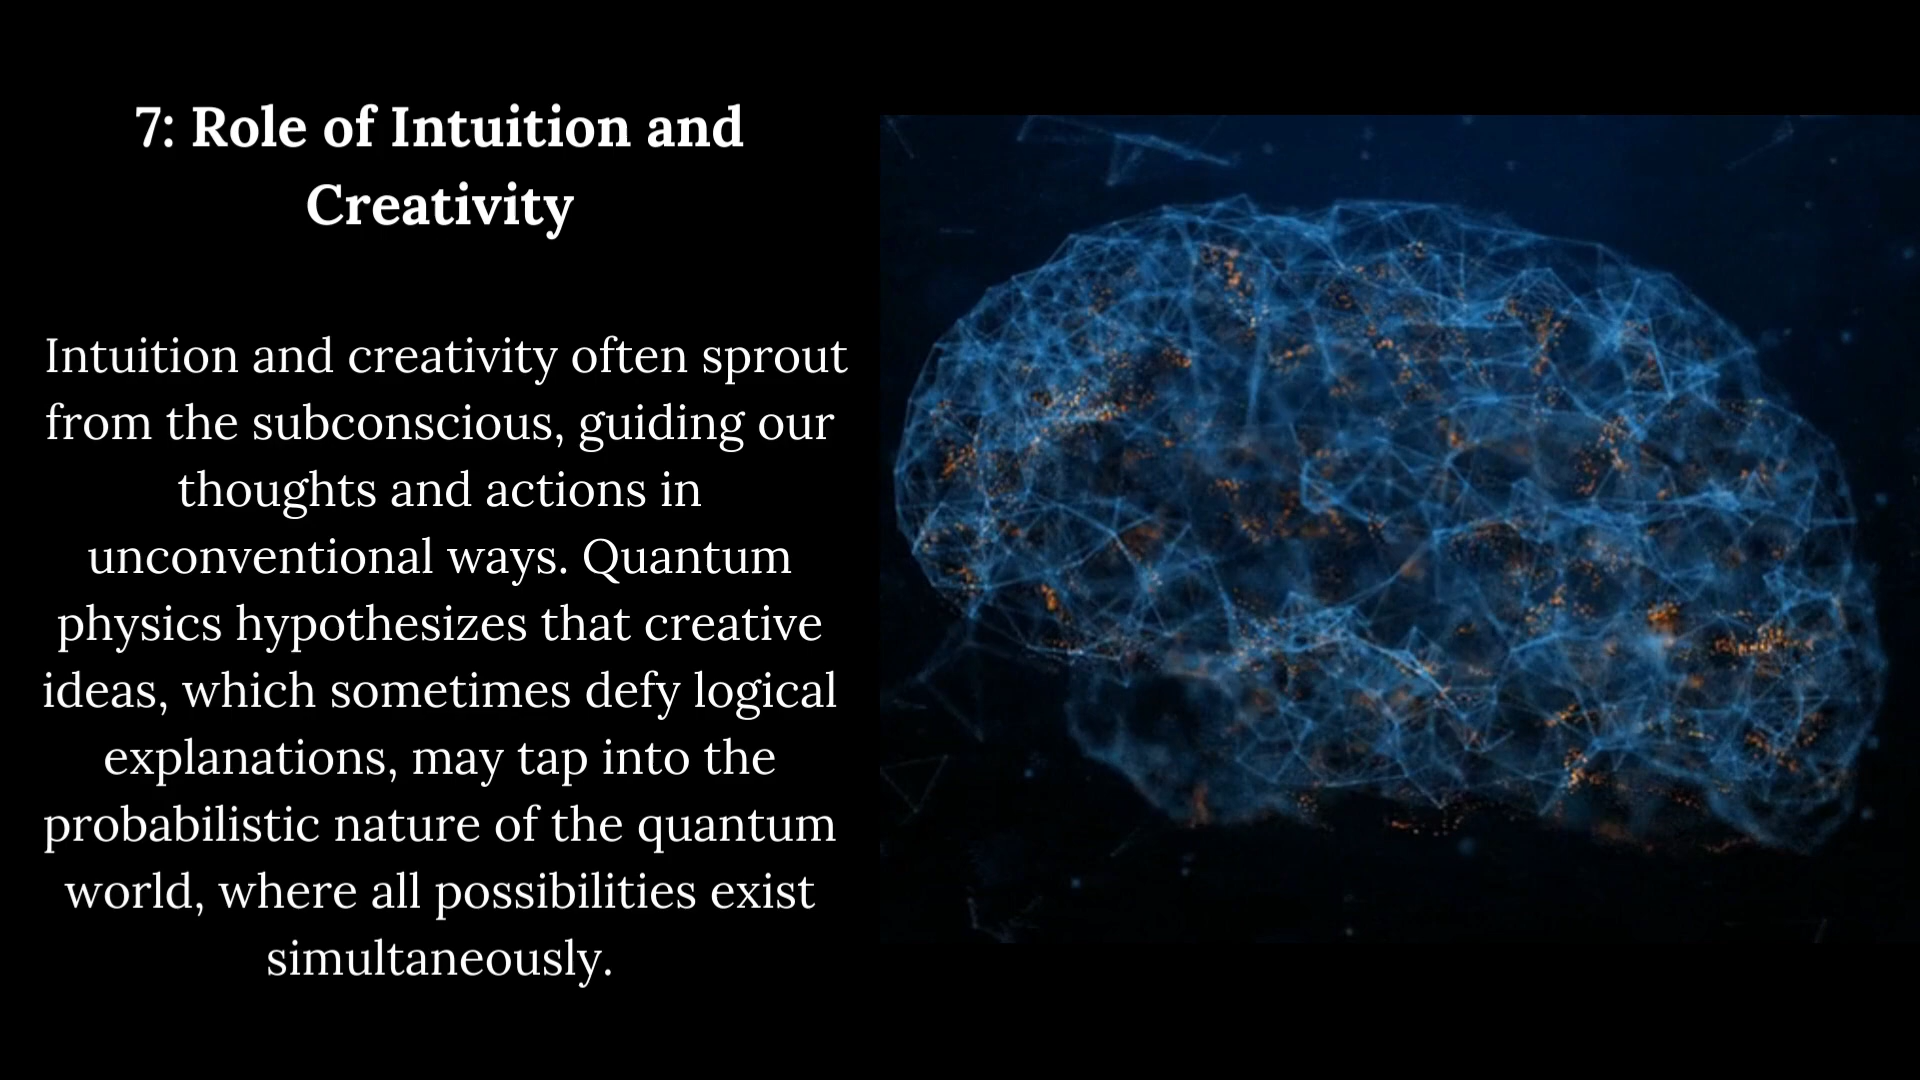 7: Role of Intuition and
Creativity
Intuition and creativity often sprout
from the subconscious, guiding our
thoughts and actions in
unconventional ways. Quantum
physics hypothesizes that creative
ideas, which sometimes defy logical
explanations, may tap into the
probabilistic nature of the quantum
world, where all possibilities exist
simultaneously.